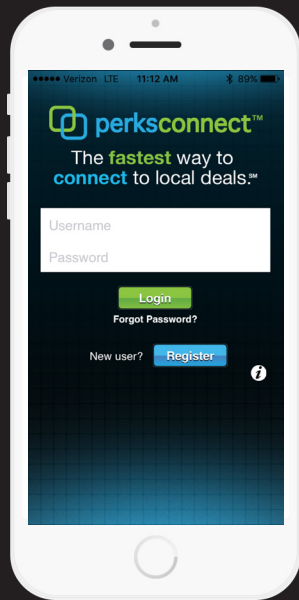 Verizon LTE 11:12 AM 89%
perksconnect™
The fastest way to
connect to local deals.℠
Username
Password
Login
Forgot Password?
New user? Register
i